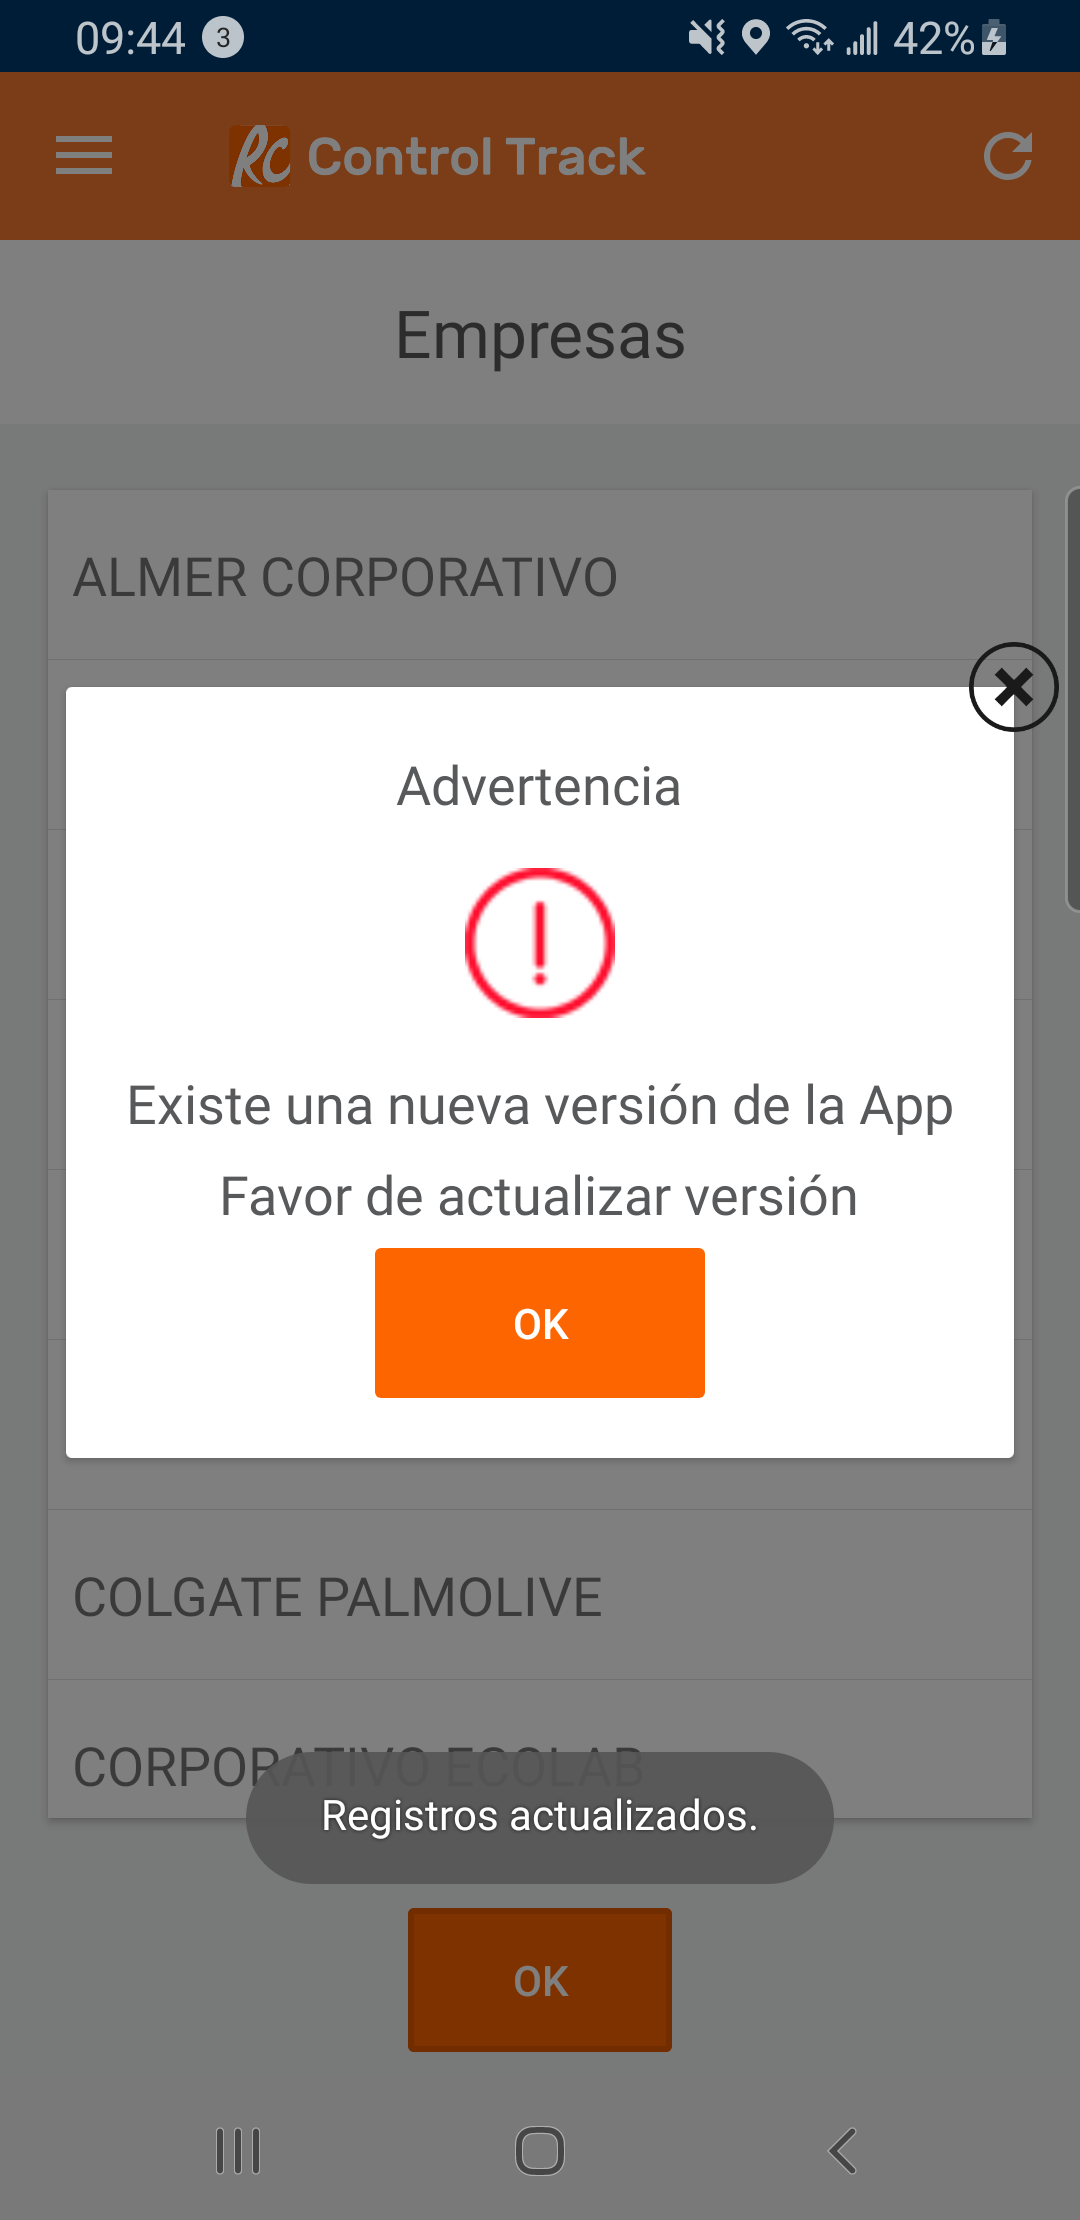 09:44 3 42%
RC Control Track
Empresas
ALMER CORPORATIVO
Advertencia
Existe una nueva versión de la App
Favor de actualizar versión
OK
COLGATE PALMOLIVE
CORPORATIVO ECOLAB
Registros actualizados.
OK